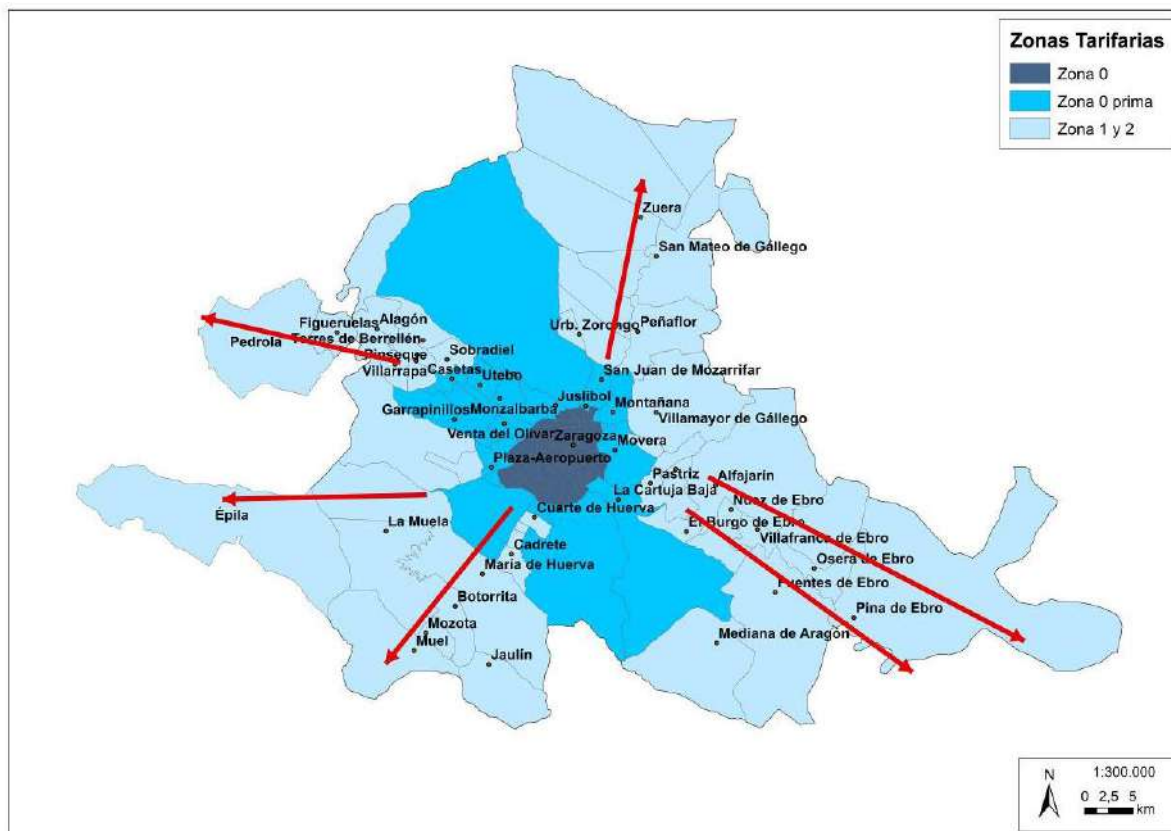 Zonas Tarifarias
Zona 0
Zona 0 prima
Zona 1 y 2
Zuera
San Mateo de Gállego
Urb. Zorongo
Peñaflor
Figueruelas
Alagón
Torres de Berrellén
Pedrola
Pinseque
Sobradiel
Villarrapa
Casetas
Utebo
San Juan de Mozarrifar
Garrapinillos
Monzalbarba
Juslibol
Montañana
Villamayor de Gállego
Venta del Olivar
Zaragoza
Movera
Plaza-Aeropuerto
Pastriz
Alfajarín
La Cartuja Baja
Nuez de Ebro
Épila
Cuarte de Huerva
La Muela
El Burgo de Ebro
Villafranca de Ebro
Cadrete
Osera de Ebro
María de Huerva
Fuentes de Ebro
Botorrita
Pina de Ebro
Mozota
Mediana de Aragón
Muel
Jaulín
N
1:300.000
0 2,5 5
km